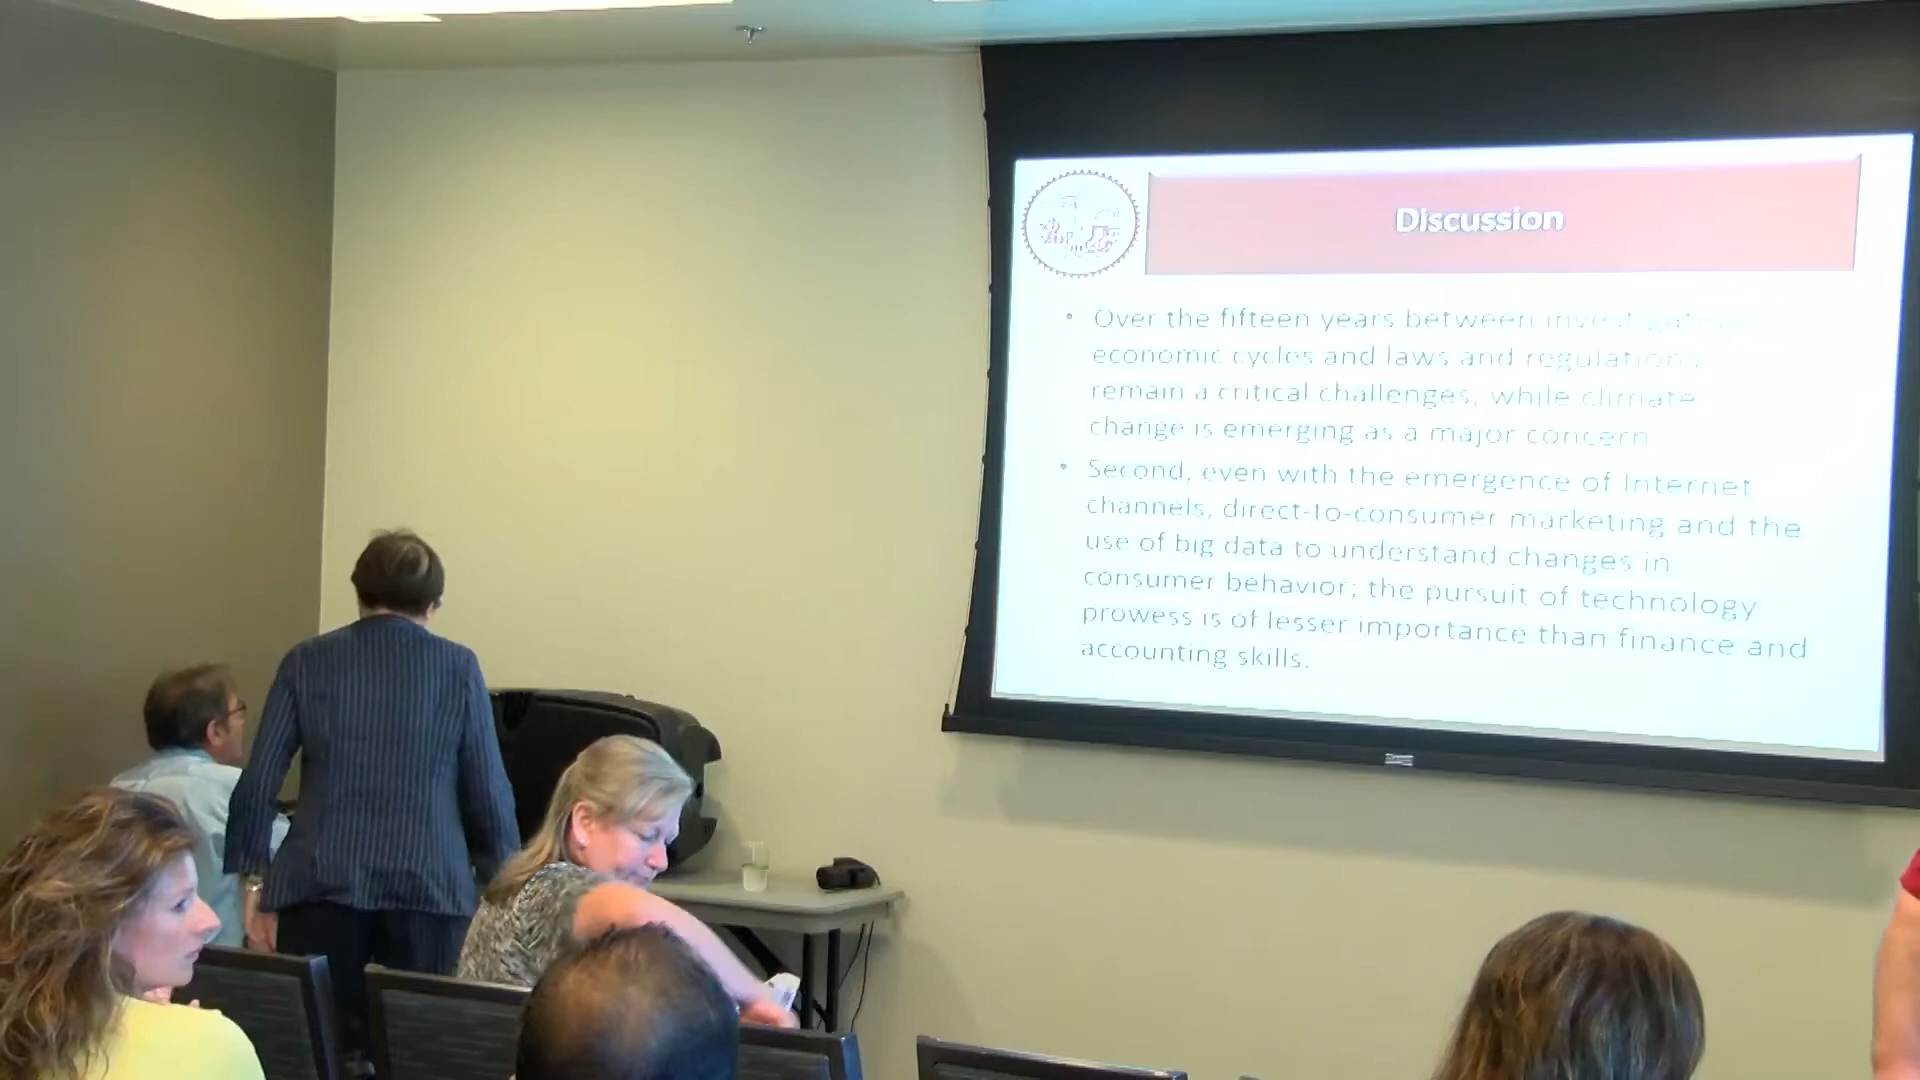 Discussion
• Over the fifteen years between
economic cycles and laws and regulations
remain a critical challenges, while climate
change is emerging as a major concern
• Second, even with the emergence of Internet
channels, direct-to-consumer marketing and the
use of big data to understand changes in
consumer behavior; the pursuit of technology
prowess is of lesser importance than finance and
accounting skills.